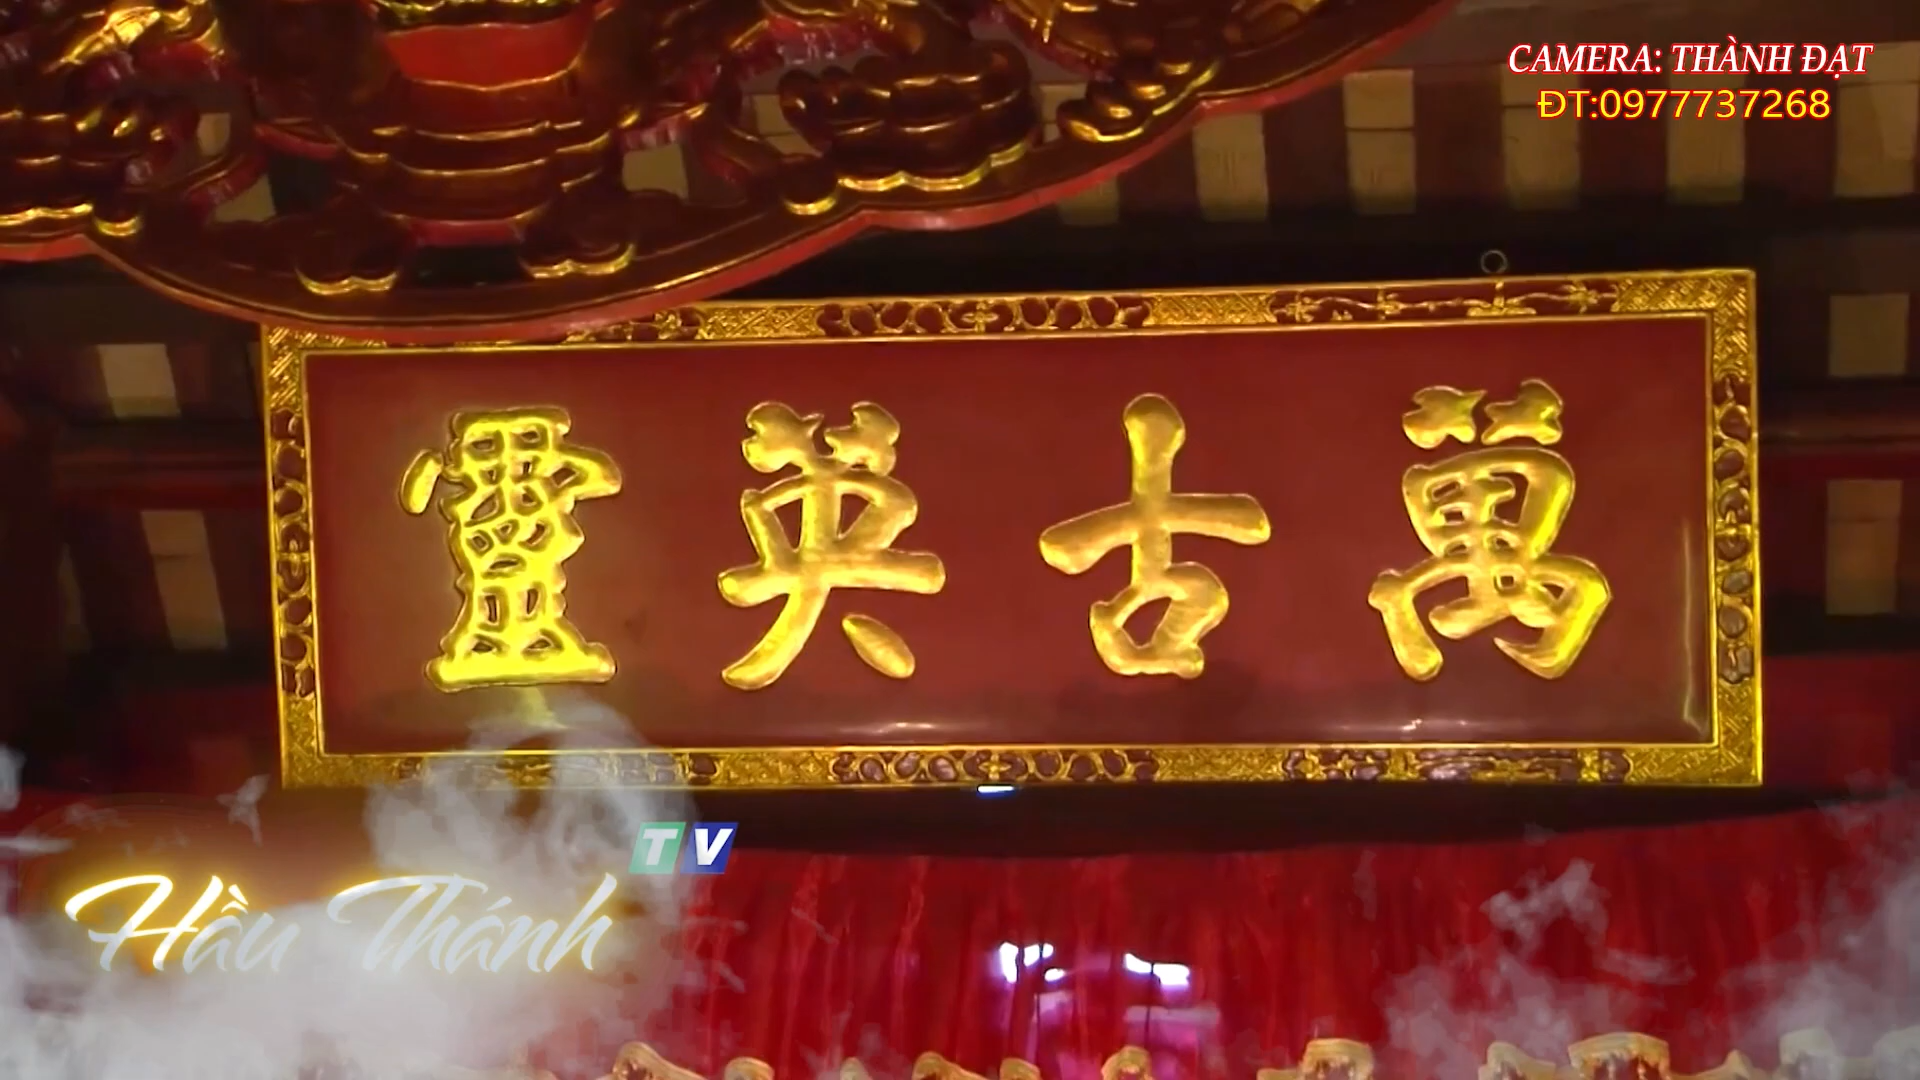 CAMERA: THÀNH ĐẠT
ĐT:0977737268
萬古英靈
TV
Hầu Thánh